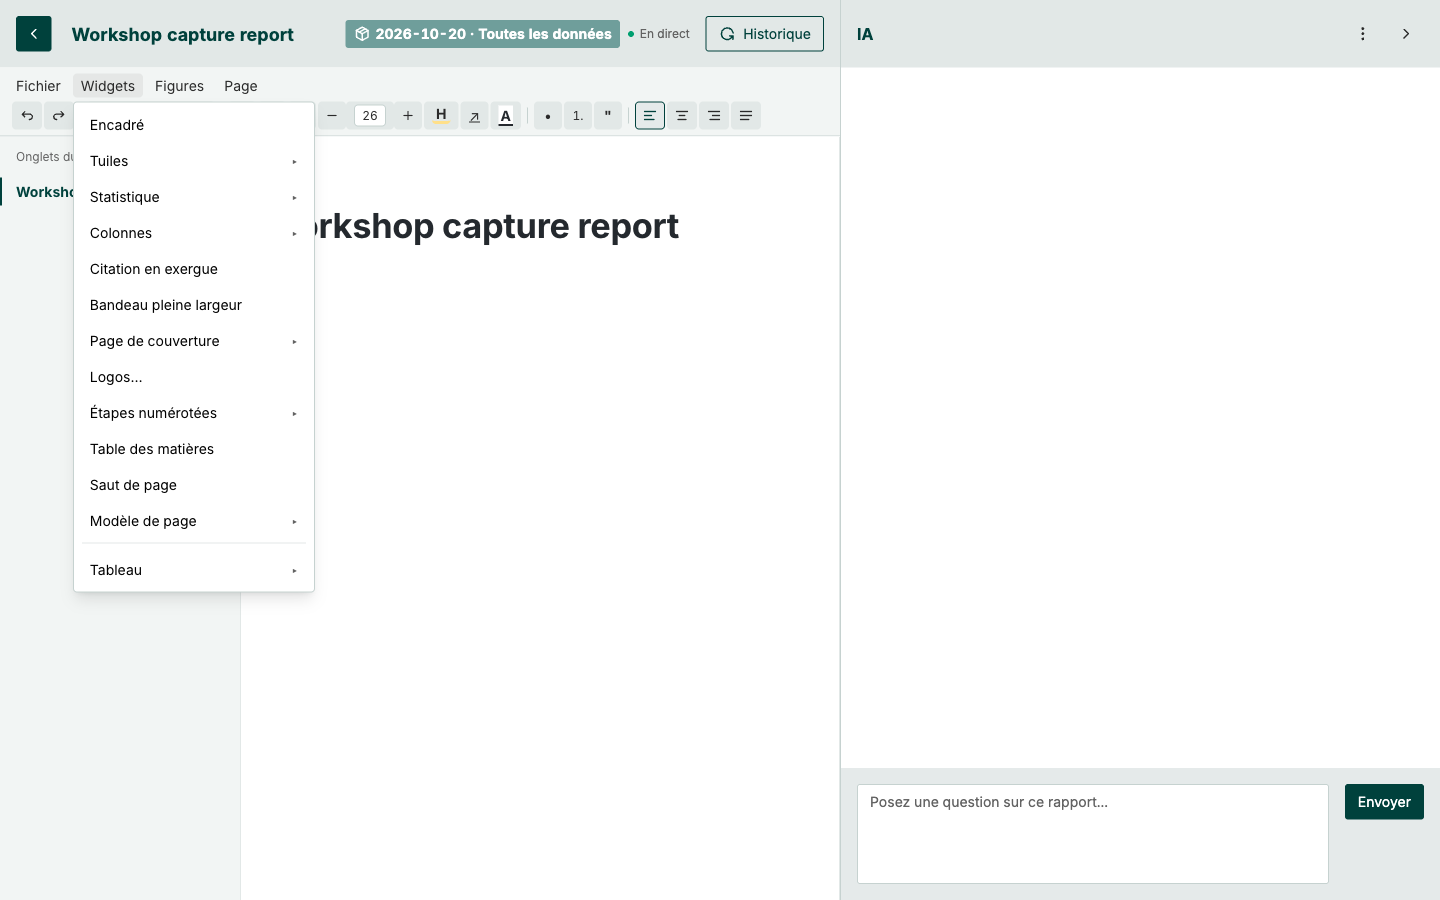 Workshop capture report
2026-10-20 · Toutes les données
En direct
Historique
IA
Fichier
Widgets
Figures
Page
26
H
A
1.
"
Onglets du
Encadré
Tuiles
Statistique
Colonnes
Citation en exergue
Bandeau pleine largeur
Page de couverture
Logos...
Étapes numérotées
Table des matières
Saut de page
Modèle de page
Tableau
orkshop capture report
Posez une question sur ce rapport...
Envoyer